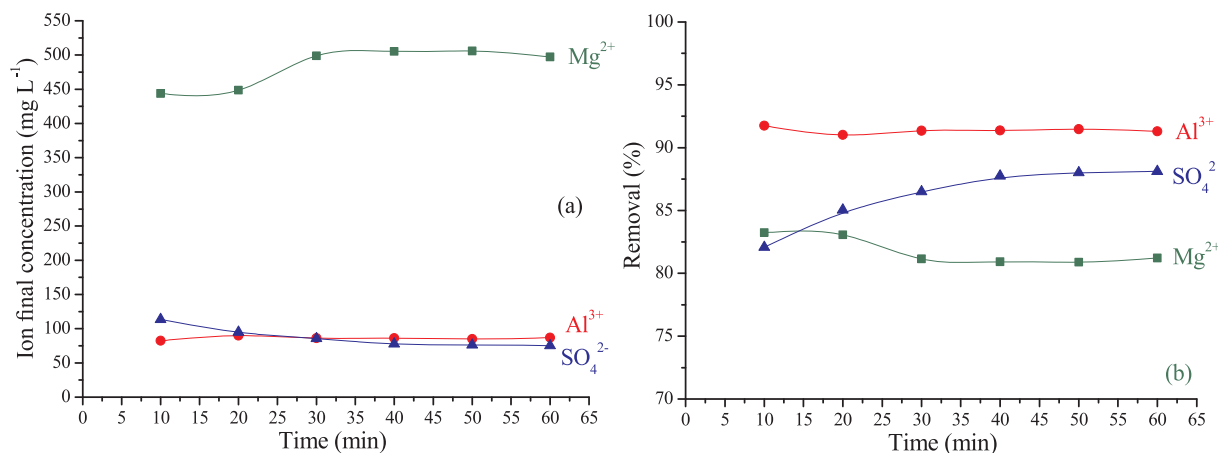 550
500
450
400
350
300
250
200
150
100
50
0
Ion final concentration (mg L⁻¹)
Mg²⁺
(a)
Al³⁺
SO₄²⁻
0 5 10 15 20 25 30 35 40 45 50 55 60 65
Time (min)
100
95
90
85
80
75
70
Removal (%)
Al³⁺
SO₄²
Mg²⁺
(b)
0 5 10 15 20 25 30 35 40 45 50 55 60 65
Time (min)